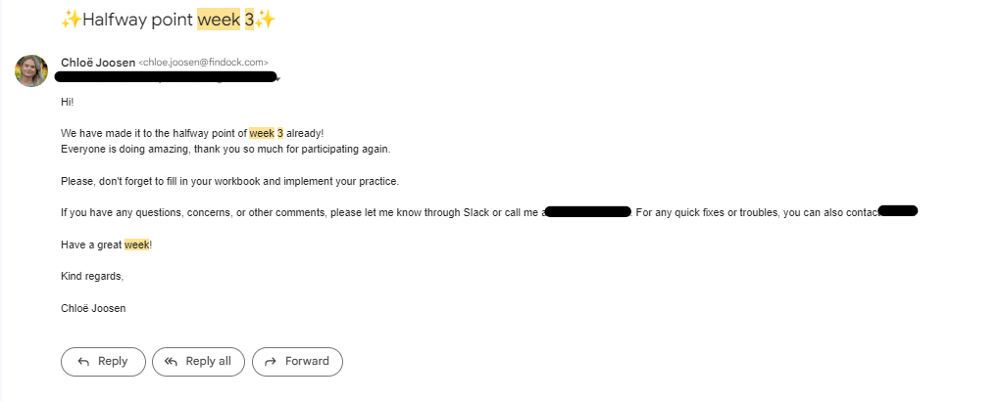 ✨Halfway point week 3✨
Chloë Joosen <chloe.joosen@findock.com>
Hi!
We have made it to the halfway point of week 3 already!
Everyone is doing amazing, thank you so much for participating again.
Please, don't forget to fill in your workbook and implement your practice.
If you have any questions, concerns, or other comments, please let me know through Slack or call me For any quick fixes or troubles, you can also contact
Have a great week!
Kind regards,
Chloë Joosen
Reply Reply all Forward